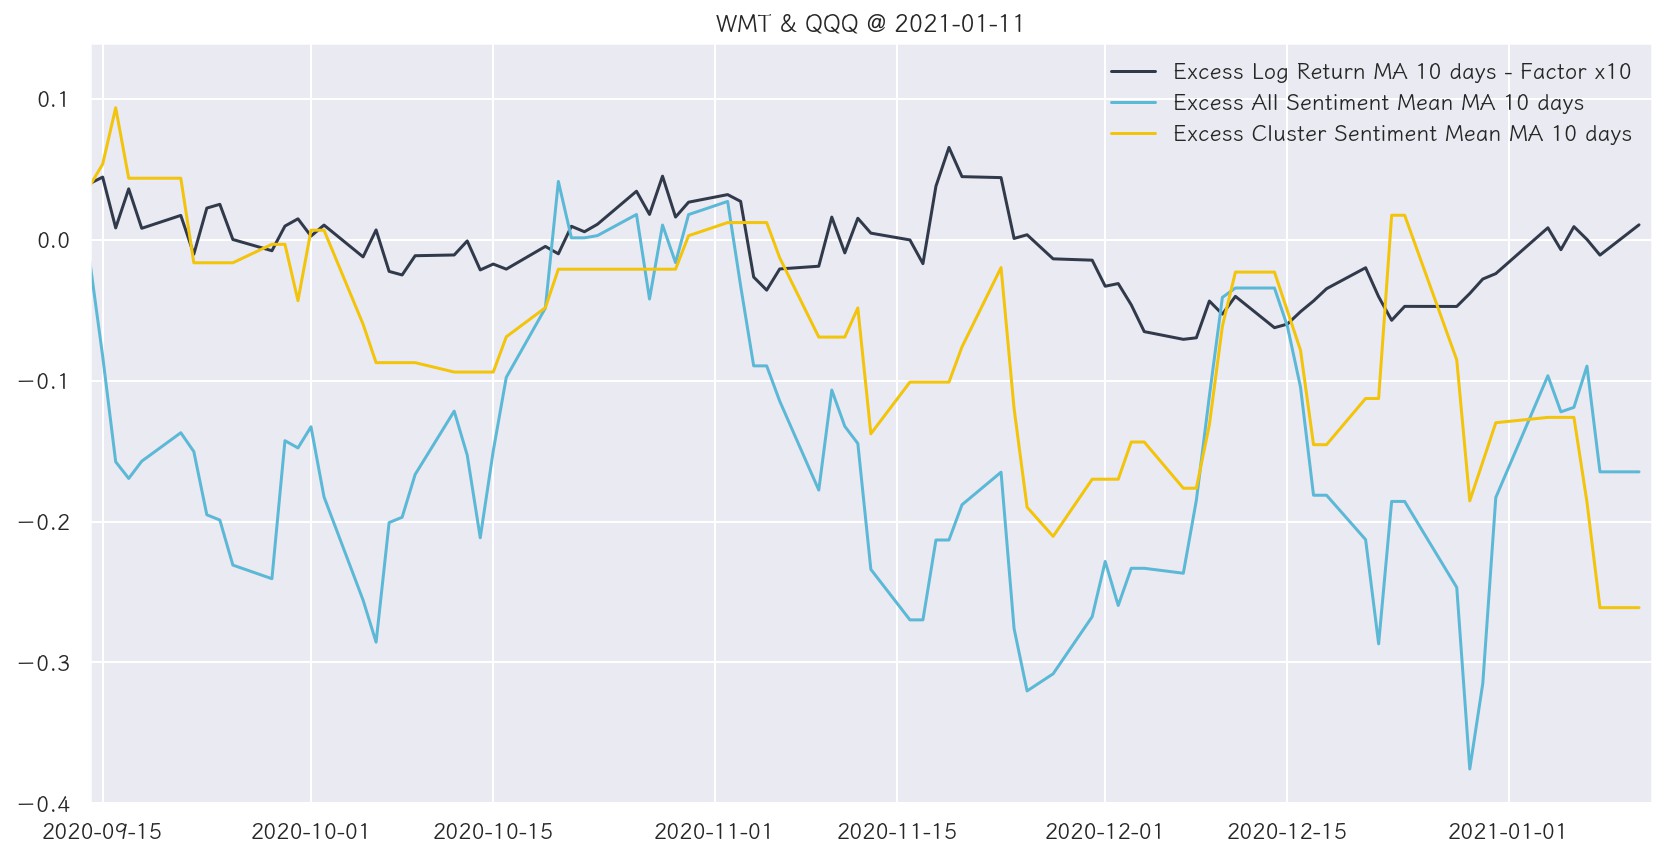 WMT & QQQ @ 2021-01-11
Excess Log Return MA 10 days - Factor x10
Excess All Sentiment Mean MA 10 days
Excess Cluster Sentiment Mean MA 10 days
0.1
0.0
−0.1
−0.2
−0.3
−0.4
2020-09-15 2020-10-01 2020-10-15 2020-11-01 2020-11-15 2020-12-01 2020-12-15 2021-01-01